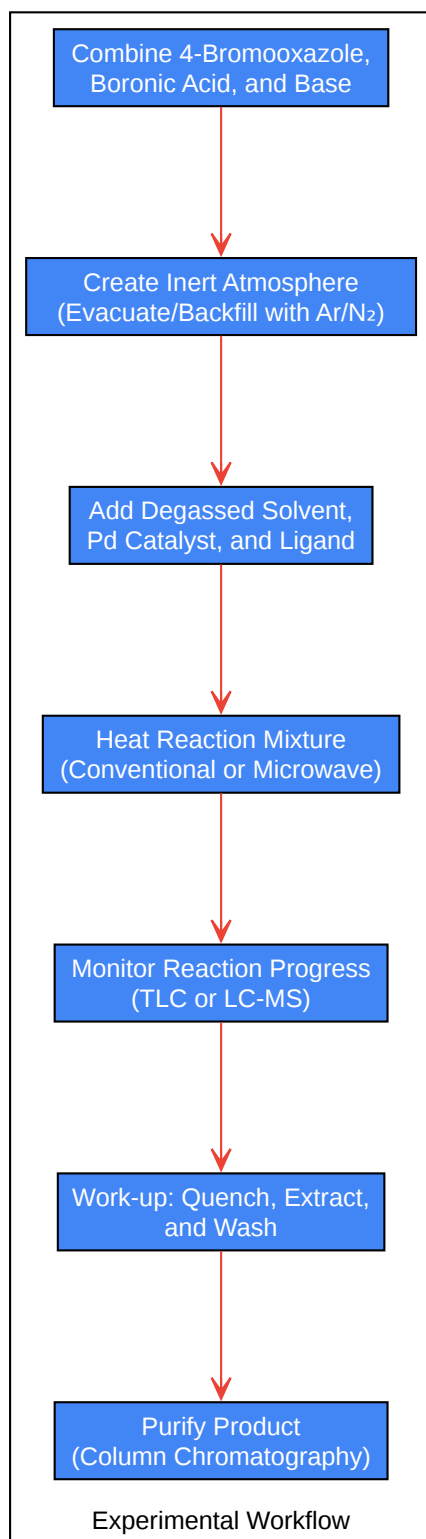 Combine 4-Bromooxazole,
Boronic Acid, and Base
Create Inert Atmosphere
(Evacuate/Backfill with Ar/N₂)
Add Degassed Solvent,
Pd Catalyst, and Ligand
Heat Reaction Mixture
(Conventional or Microwave)
Monitor Reaction Progress
(TLC or LC-MS)
Work-up: Quench, Extract,
and Wash
Purify Product
(Column Chromatography)
Experimental Workflow